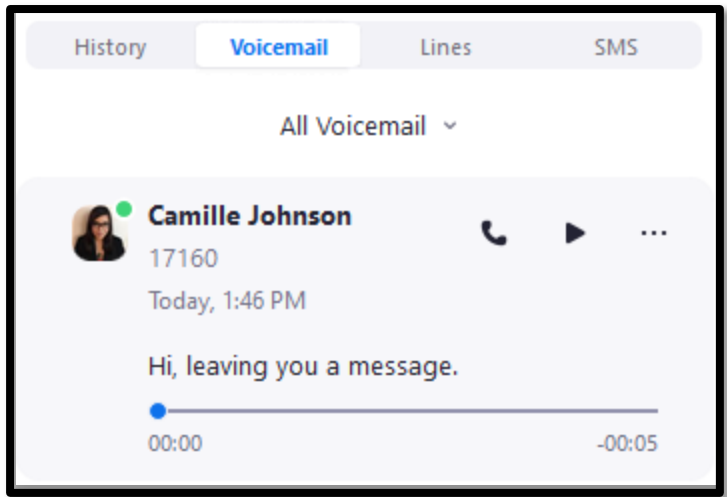 History Voicemail Lines SMS
All Voicemail
Camille Johnson
17160
Today, 1:46 PM
Hi, leaving you a message.
00:00 -00:05